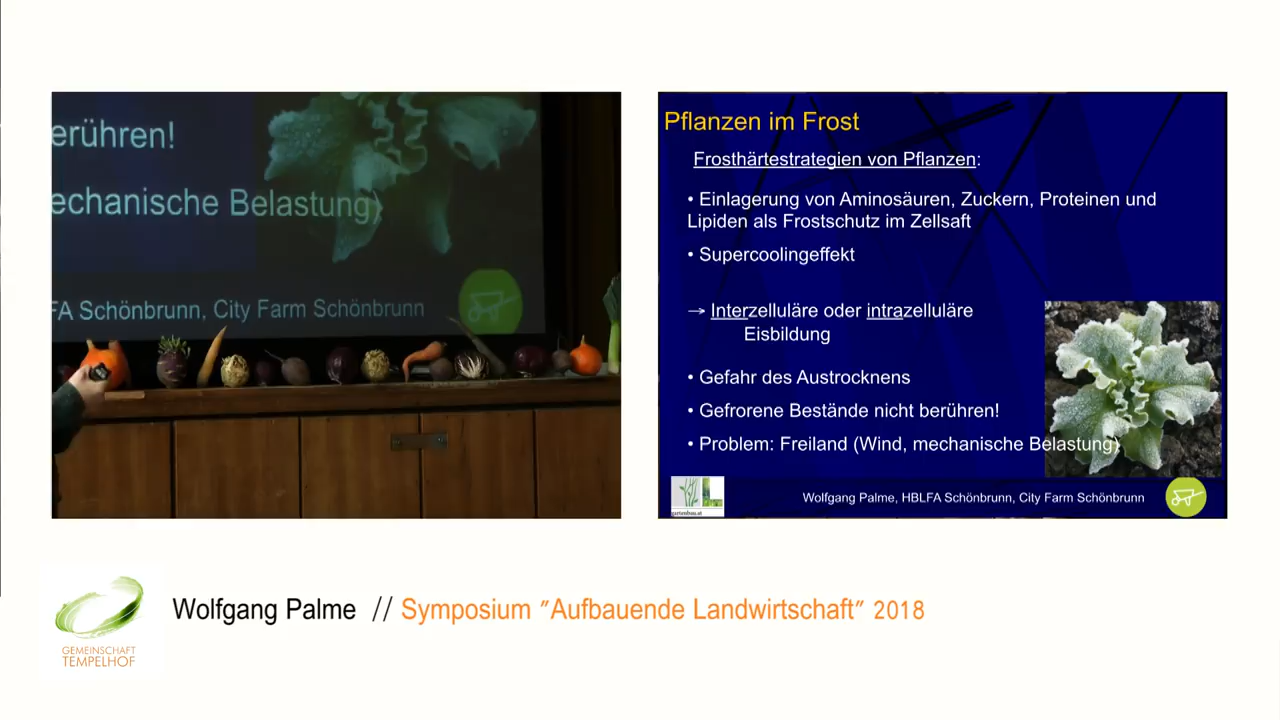 erühren!
echanische Belastung)
FA Schönbrunn, City Farm Schönbrunn
Pflanzen im Frost
Frosthärtestrategien von Pflanzen:
• Einlagerung von Aminosäuren, Zuckern, Proteinen und
Lipiden als Frostschutz im Zellsaft
• Supercoolingeffekt
→ Interzelluläre oder intrazelluläre
Eisbildung
• Gefahr des Austrocknens
• Gefrorene Bestände nicht berühren!
• Problem: Freiland (Wind, mechanische Belastung)
gartenbau.at
Wolfgang Palme, HBLFA Schönbrunn, City Farm Schönbrunn
GEMEINSCHAFT
TEMPELHOF
Wolfgang Palme // Symposium "Aufbauende Landwirtschaft" 2018